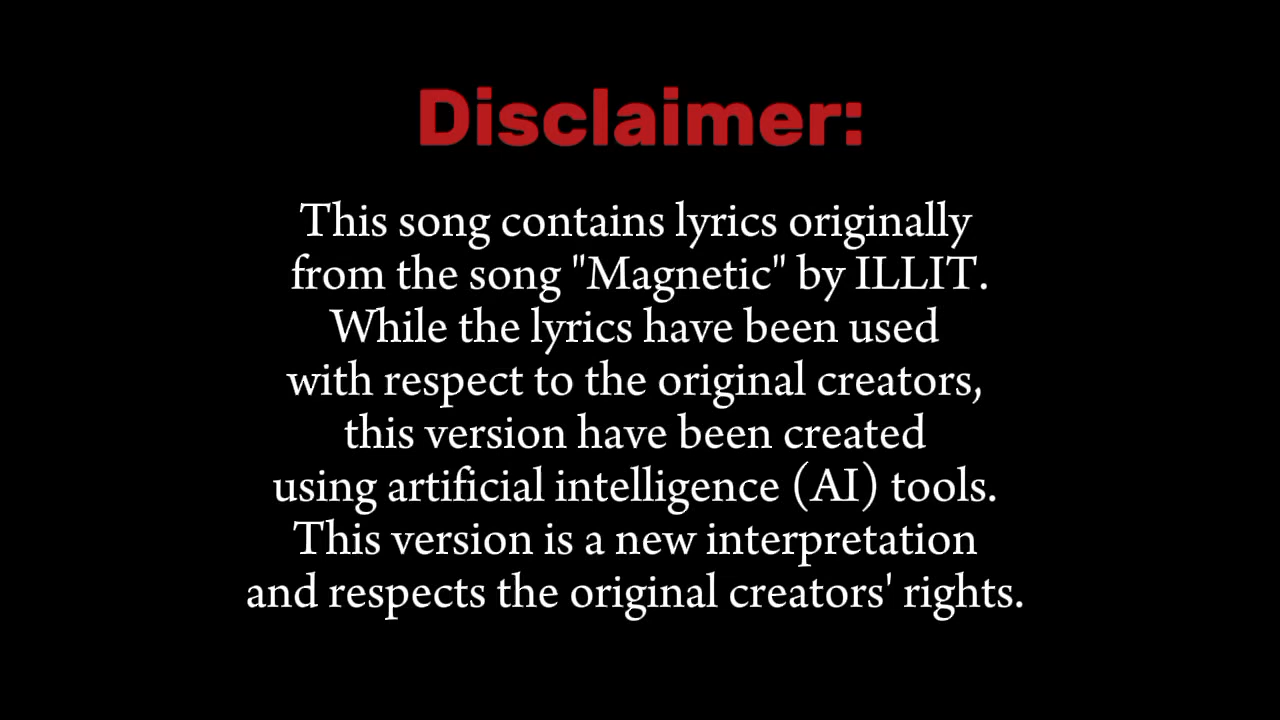 Disclaimer:
This song contains lyrics originally
from the song "Magnetic" by ILLIT.
While the lyrics have been used
with respect to the original creators,
this version have been created
using artificial intelligence (AI) tools.
This version is a new interpretation
and respects the original creators' rights.